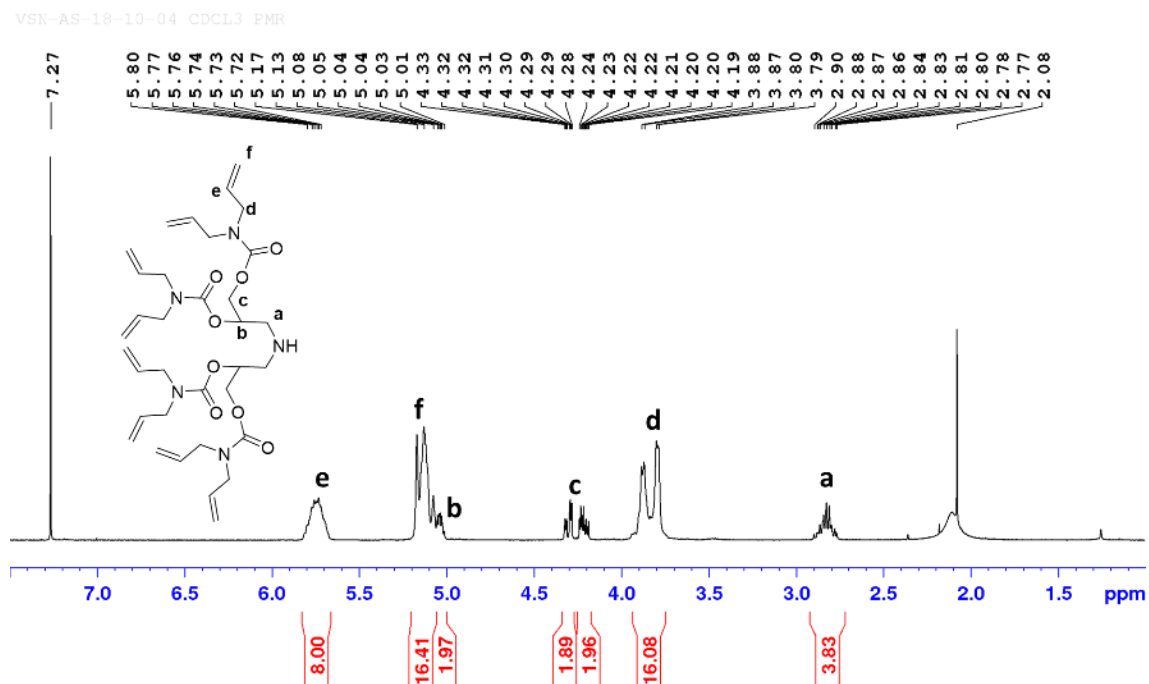 VSN-AS-18-10-04 CDCL3 PMR
7.27
5.80
5.77
5.76
5.74
5.73
5.72
5.17
5.13
5.08
5.05
5.04
5.04
5.03
5.01
4.33
4.32
4.32
4.31
4.30
4.29
4.29
4.28
4.24
4.23
4.22
4.22
4.21
4.20
4.20
4.19
3.88
3.87
3.80
3.79
2.90
2.88
2.87
2.86
2.84
2.83
2.81
2.80
2.78
2.77
2.08
f
e
d
N
O
O
O
N
O
c
a
O
b
NH
O
N
O
O
N
O
e
f
b
c
d
a
7.0 6.5 6.0 5.5 5.0 4.5 4.0 3.5 3.0 2.5 2.0 1.5 ppm
8.00
16.41
1.97
1.89
1.96
16.08
3.83